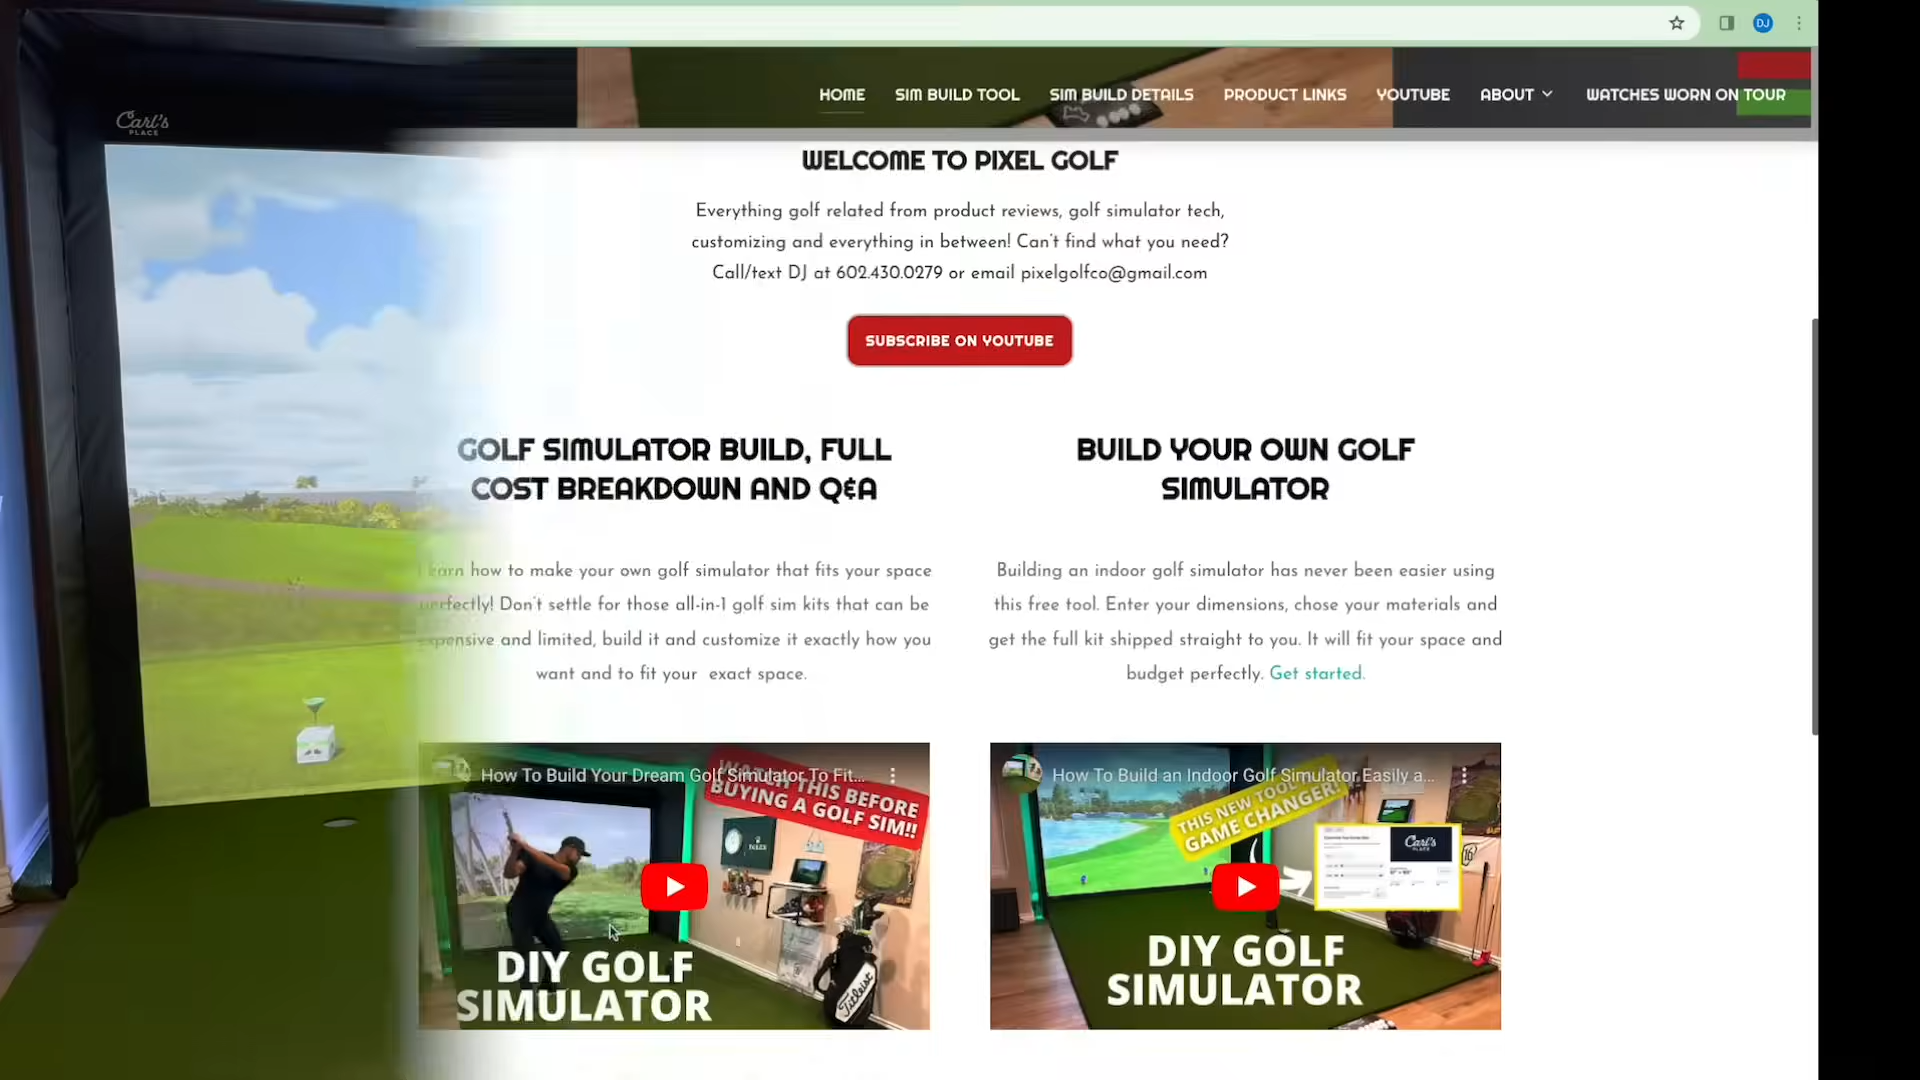 DJ
Carl's
PLACE
HOME SIM BUILD TOOL SIM BUILD DETAILS PRODUCT LINKS YOUTUBE ABOUT WATCHES WORN ON TOUR
WELCOME TO PIXEL GOLF
Everything golf related from product reviews, golf simulator tech,
customizing and everything in between! Can't find what you need?
Call/text DJ at 602.430.0279 or email pixelgolfco@gmail.com
SUBSCRIBE ON YOUTUBE
GOLF SIMULATOR BUILD, FULL
COST BREAKDOWN AND Q&A
Learn how to make your own golf simulator that fits your space
perfectly! Don't settle for those all-in-1 golf sim kits that can be
expensive and limited, build it and customize it exactly how you
want and to fit your exact space.
BUILD YOUR OWN GOLF
SIMULATOR
Building an indoor golf simulator has never been easier using
this free tool. Enter your dimensions, chose your materials and
get the full kit shipped straight to you. It will fit your space and
budget perfectly. Get started.
How To Build Your Dream Golf Simulator To Fit...
WATCH THIS BEFORE
BUYING A GOLF SIM!!
ROLEX
Titleist
DIY GOLF
SIMULATOR
How To Build an Indoor Golf Simulator Easily a...
THIS NEW TOOL
GAME CHANGER!
Carl's
PLACE
DIY GOLF
SIMULATOR